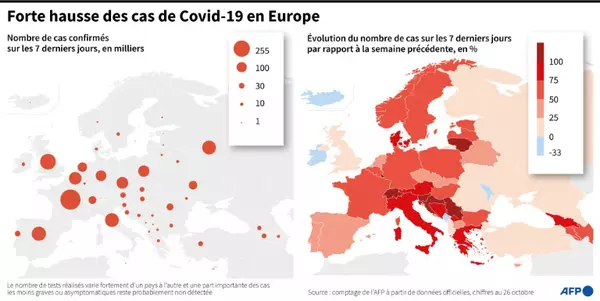 Forte hausse des cas de Covid-19 en Europe
Nombre de cas confirmés
sur les 7 derniers jours, en milliers
255
100
30
10
1
Le nombre de tests réalisés varie fortement d'un pays à l'autre et une part importante des cas
les moins graves ou asymptomatiques reste probablement non détectée
Évolution du nombre de cas sur les 7 derniers jours
par rapport à la semaine précédente, en %
100
75
50
25
0
-33
Source : comptage de l'AFP à partir de données officielles, chiffres au 26 octobre
AFP